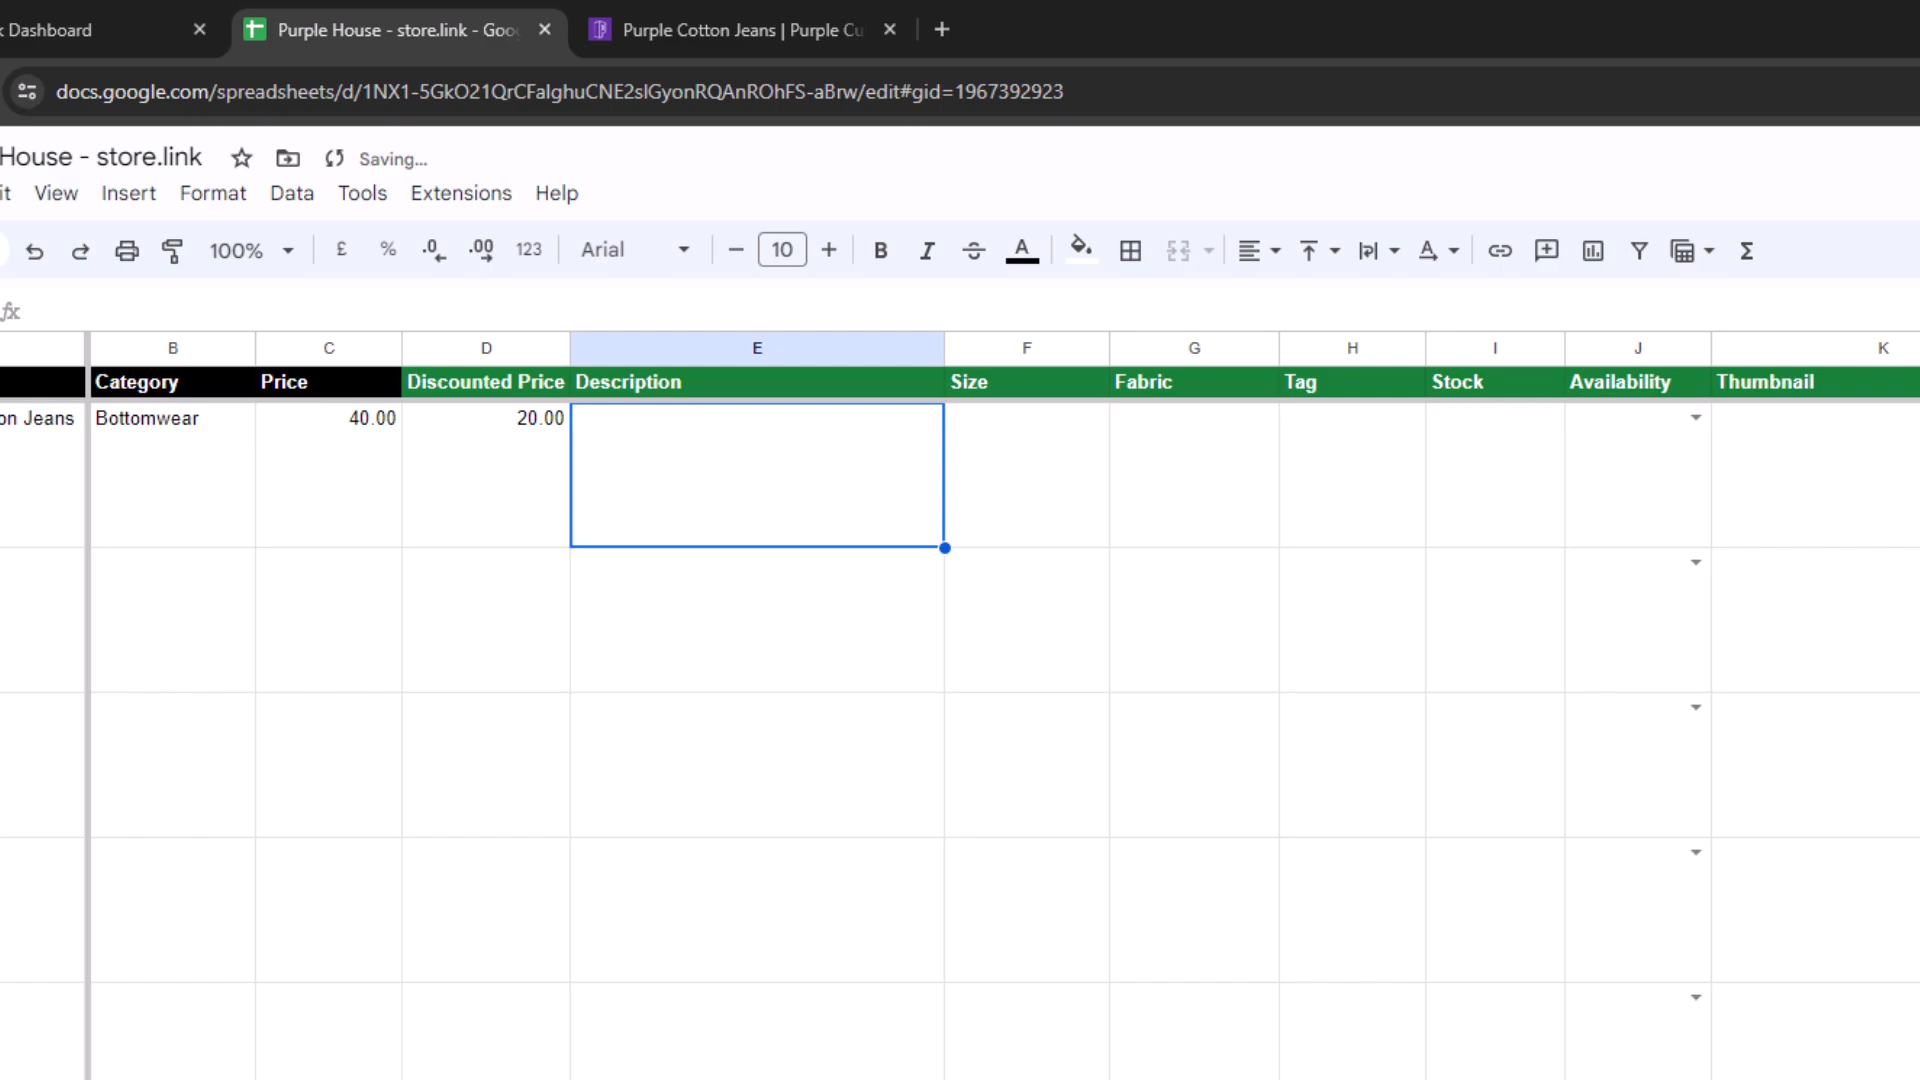 Dashboard
Purple House - store.link - Goo
Purple Cotton Jeans | Purple Cu
docs.google.com/spreadsheets/d/1NX1-5GkO21QrCFalghuCNE2slGyonRQAnROhFS-aBrw/edit#gid=1967392923
House - store.link Saving...
it View Insert Format Data Tools Extensions Help
100% £ % .0 .00 123 Arial 10 B I S A A Σ
fx
B C D E F G H I J K
Category Price Discounted Price Description Size Fabric Tag Stock Availability Thumbnail
on Jeans Bottomwear 40.00 20.00